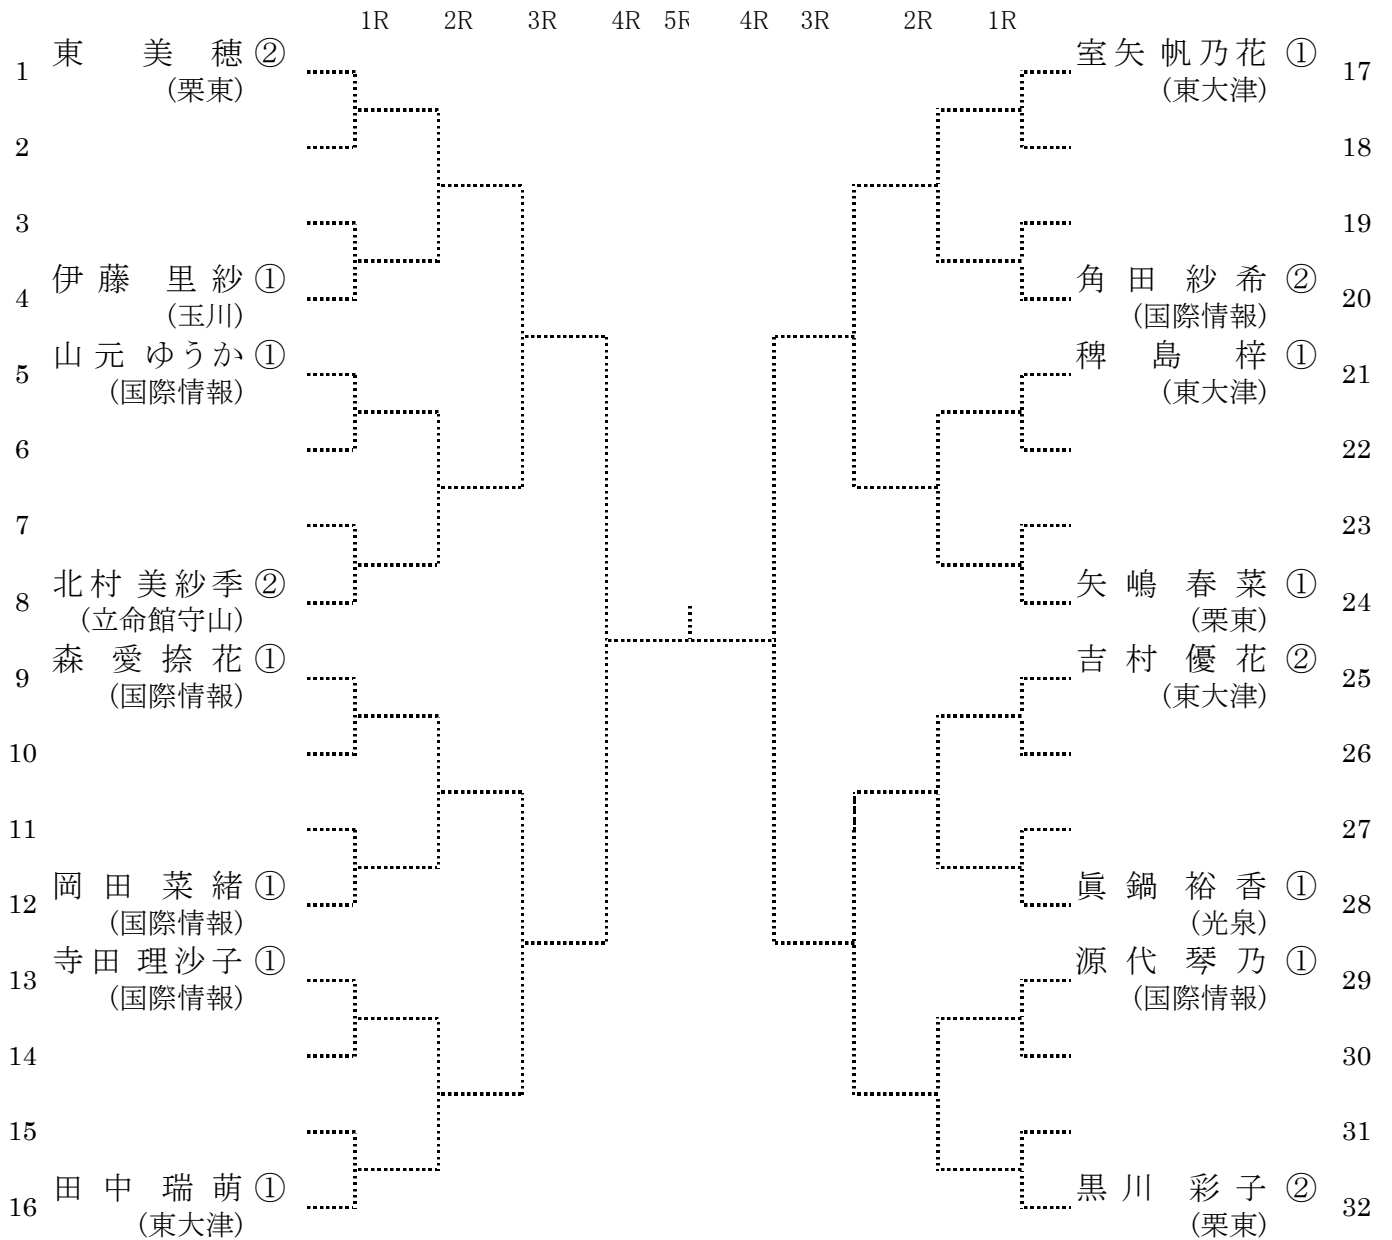 1R 2R 3R 4R 5R 4R 3R 2R 1R
1 東 美 穂 ②
(栗東)
2
3
4 伊 藤 里 紗 ①
(玉川)
5 山 元 ゆうか ①
(国際情報)
6
7
8 北村 美紗季 ②
(立命館守山)
9 森 愛 捺 花 ①
(国際情報)
10
11
12 岡 田 菜 緒 ①
(国際情報)
13 寺田 理沙子 ①
(国際情報)
14
15
16 田 中 瑞 萌 ①
(東大津)
室矢 帆乃花 ① 17
(東大津)
18
19
角 田 紗 希 ② 20
(国際情報)
稗 島 梓 ① 21
(東大津)
22
23
矢 嶋 春 菜 ① 24
(栗東)
吉 村 優 花 ② 25
(東大津)
26
27
眞 鍋 裕 香 ① 28
(光泉)
源 代 琴 乃 ① 29
(国際情報)
30
31
黒 川 彩 子 ② 32
(栗東)